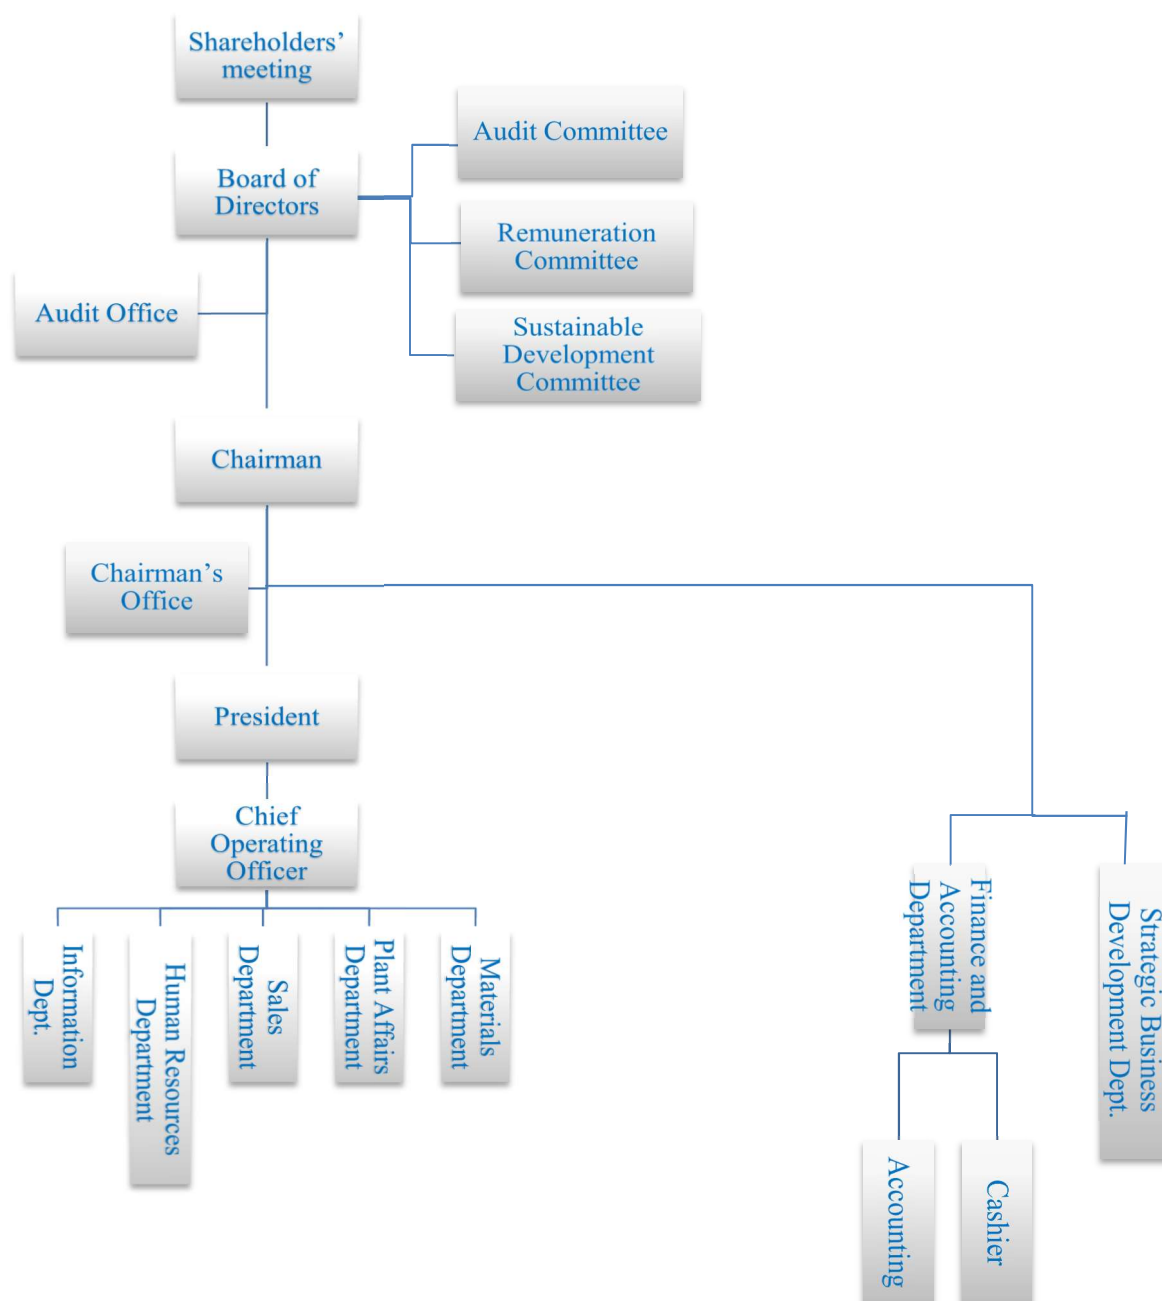 Shareholders’
meeting
Audit Committee
Board of
Directors
Remuneration
Committee
Audit Office
Sustainable
Development
Committee
Chairman
Chairman’s
Office
President
Chief
Operating
Officer
Information
Dept.
Human Resources
Department
Sales
Department
Plant Affairs
Department
Materials
Department
Finance and
Accounting
Department
Strategic Business
Development Dept.
Accounting
Cashier